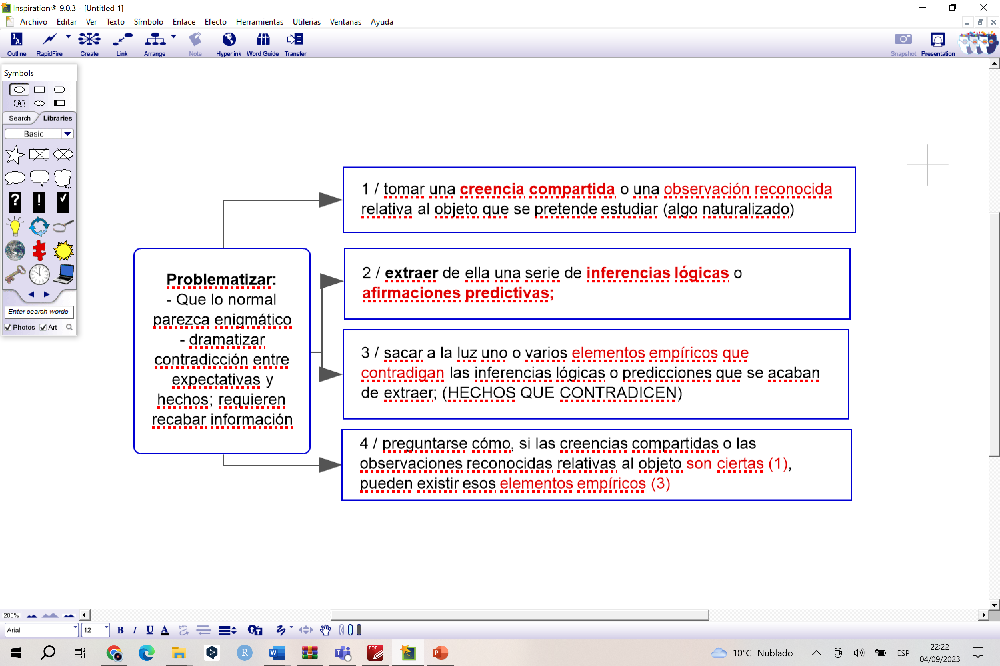 Inspiration® 9.0.3 - [Untitled 1]
Archivo Editar Ver Texto Símbolo Enlace Efecto Herramientas Utilerias Ventanas Ayuda
Outline RapidFire Create Link Arrange Note Hyperlink Word Guide Transfer Snapshot Presentation
Symbols
Search Libraries
Basic
Enter search words
Photos Art
Problematizar:
- Que lo normal
parezca enigmático
- dramatizar
contradicción entre
expectativas y
hechos; requieren
recabar información
1 / tomar una creencia compartida o una observación reconocida
relativa al objeto que se pretende estudiar (algo naturalizado)
2 / extraer de ella una serie de inferencias lógicas o
afirmaciones predictivas;
3 / sacar a la luz uno o varios elementos empíricos que
contradigan las inferencias lógicas o predicciones que se acaban
de extraer; (HECHOS QUE CONTRADICEN)
4 / preguntarse cómo, si las creencias compartidas o las
observaciones reconocidas relativas al objeto son ciertas (1),
pueden existir esos elementos empíricos (3)
200%
Arial 12 B I U A
10°C Nublado ESP 22:22
04/09/2023